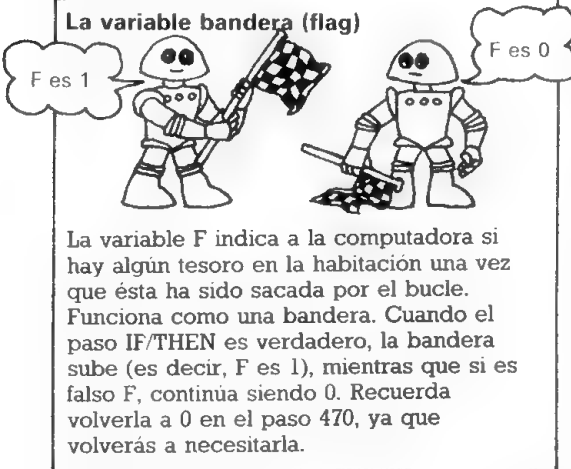 La variable bandera (flag)
F es 1
F es 0
La variable F indica a la computadora si
hay algún tesoro en la habitación una vez
que ésta ha sido sacada por el bucle.
Funciona como una bandera. Cuando el
paso IF/THEN es verdadero, la bandera
sube (es decir, F es 1), mientras que si es
falso F, continúa siendo 0. Recuerda
volverla a 0 en el paso 470, ya que
volverás a necesitarla.